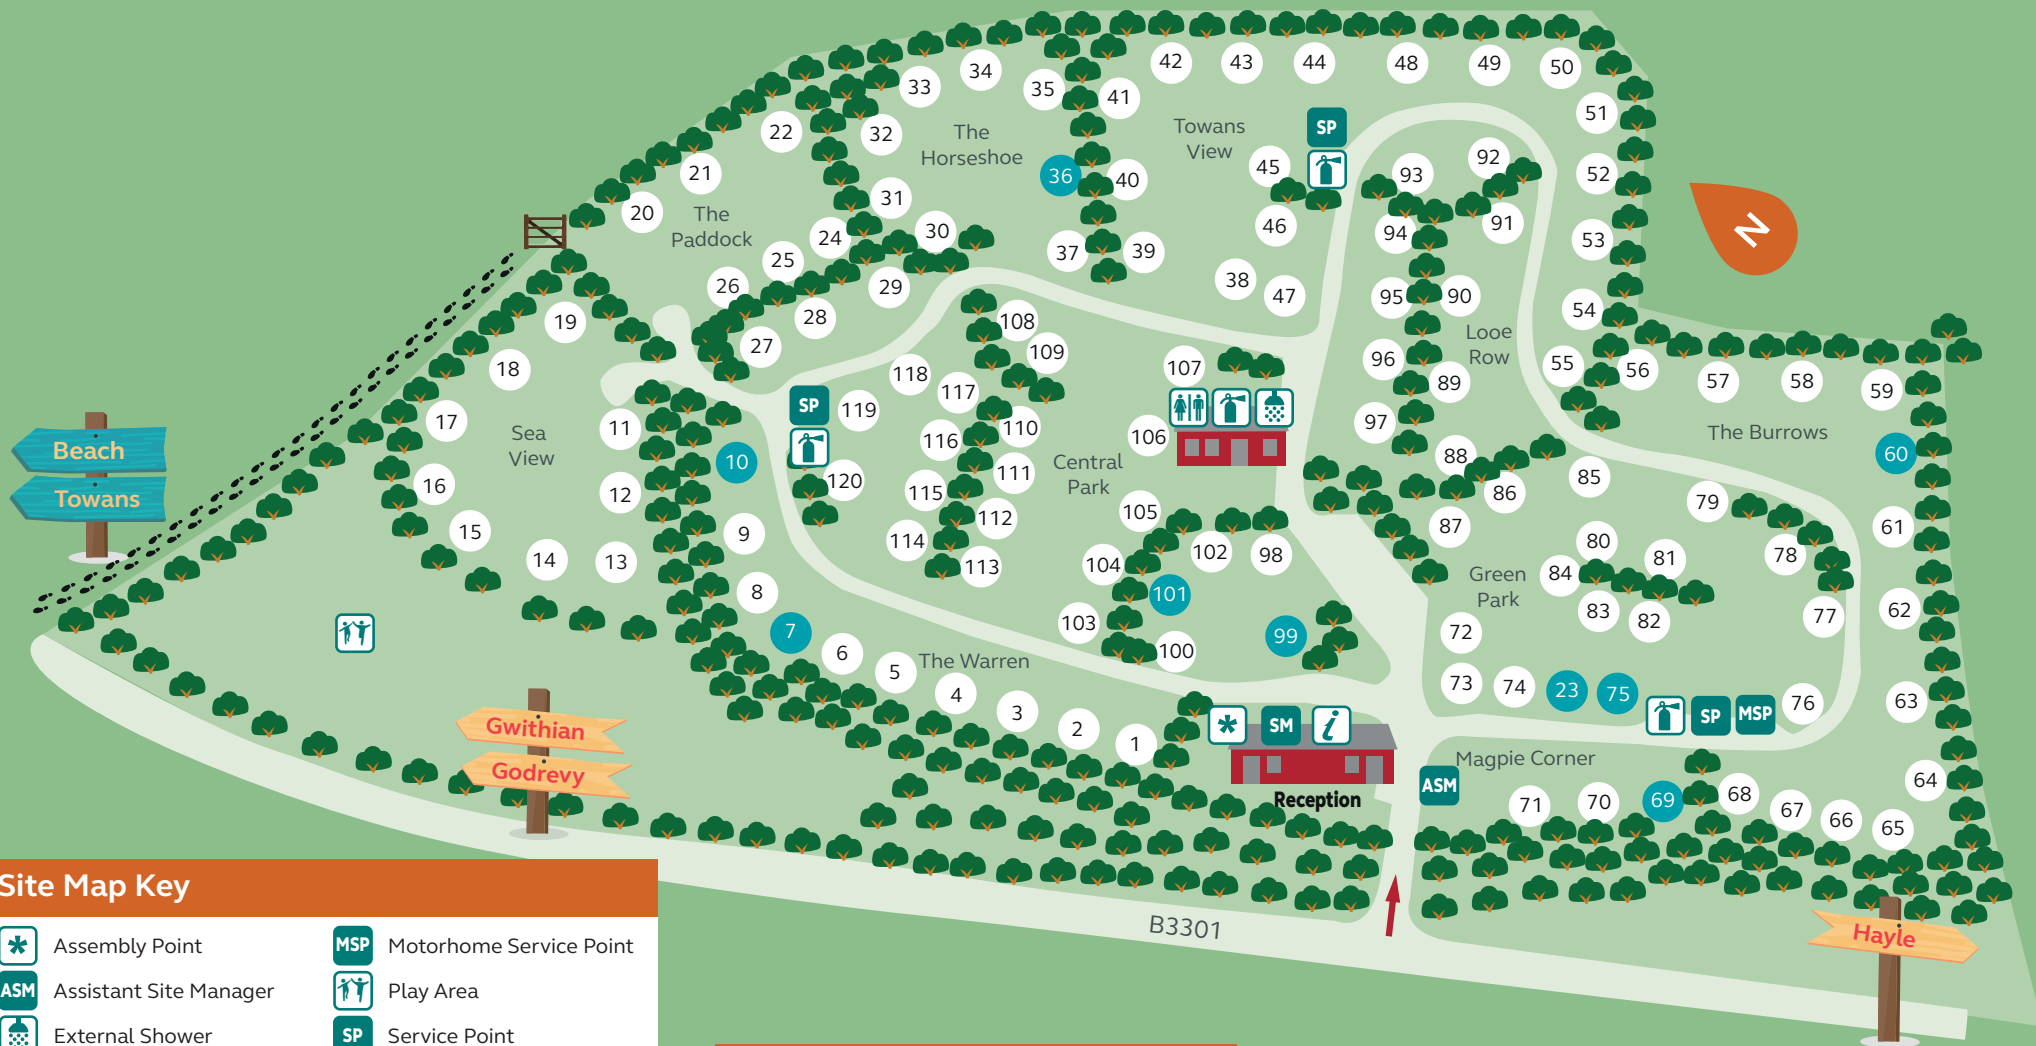 42 43 44 48 49 50
33 34 35 41
51
22 32 The Horseshoe Towans View SP
21 36 40 45 93 92 52
20 The Paddock 31 46 94 91 53 N
24 30 37 39
25 26 29 38 47 95 90 54
19 28 108 Looe Row
27 109 96 55 56 57 58 59
18 118 117 107 89
17 11 Sea View SP 119 116 110 106 97 The Burrows
Beach 10 88 60
Towans 16 12 120 115 111 Central Park 86 85 79
15 9 114 112 105 87 61
14 13 113 104 102 98 80 81 78
8 101 84 Green Park 83 82 77 62
7 103 99 72
6 The Warren 100
5 4 73 74 23 75 SP MSP 76 63
Gwithian 3 2 1 SM i
Godrevy Magpie Corner
ASM 64
Reception 71 70 69 68 67 66 65
B3301
Hayle
Site Map Key
Assembly Point
ASM Assistant Site Manager
External Shower
MSP Motorhome Service Point
Play Area
SP Service Point